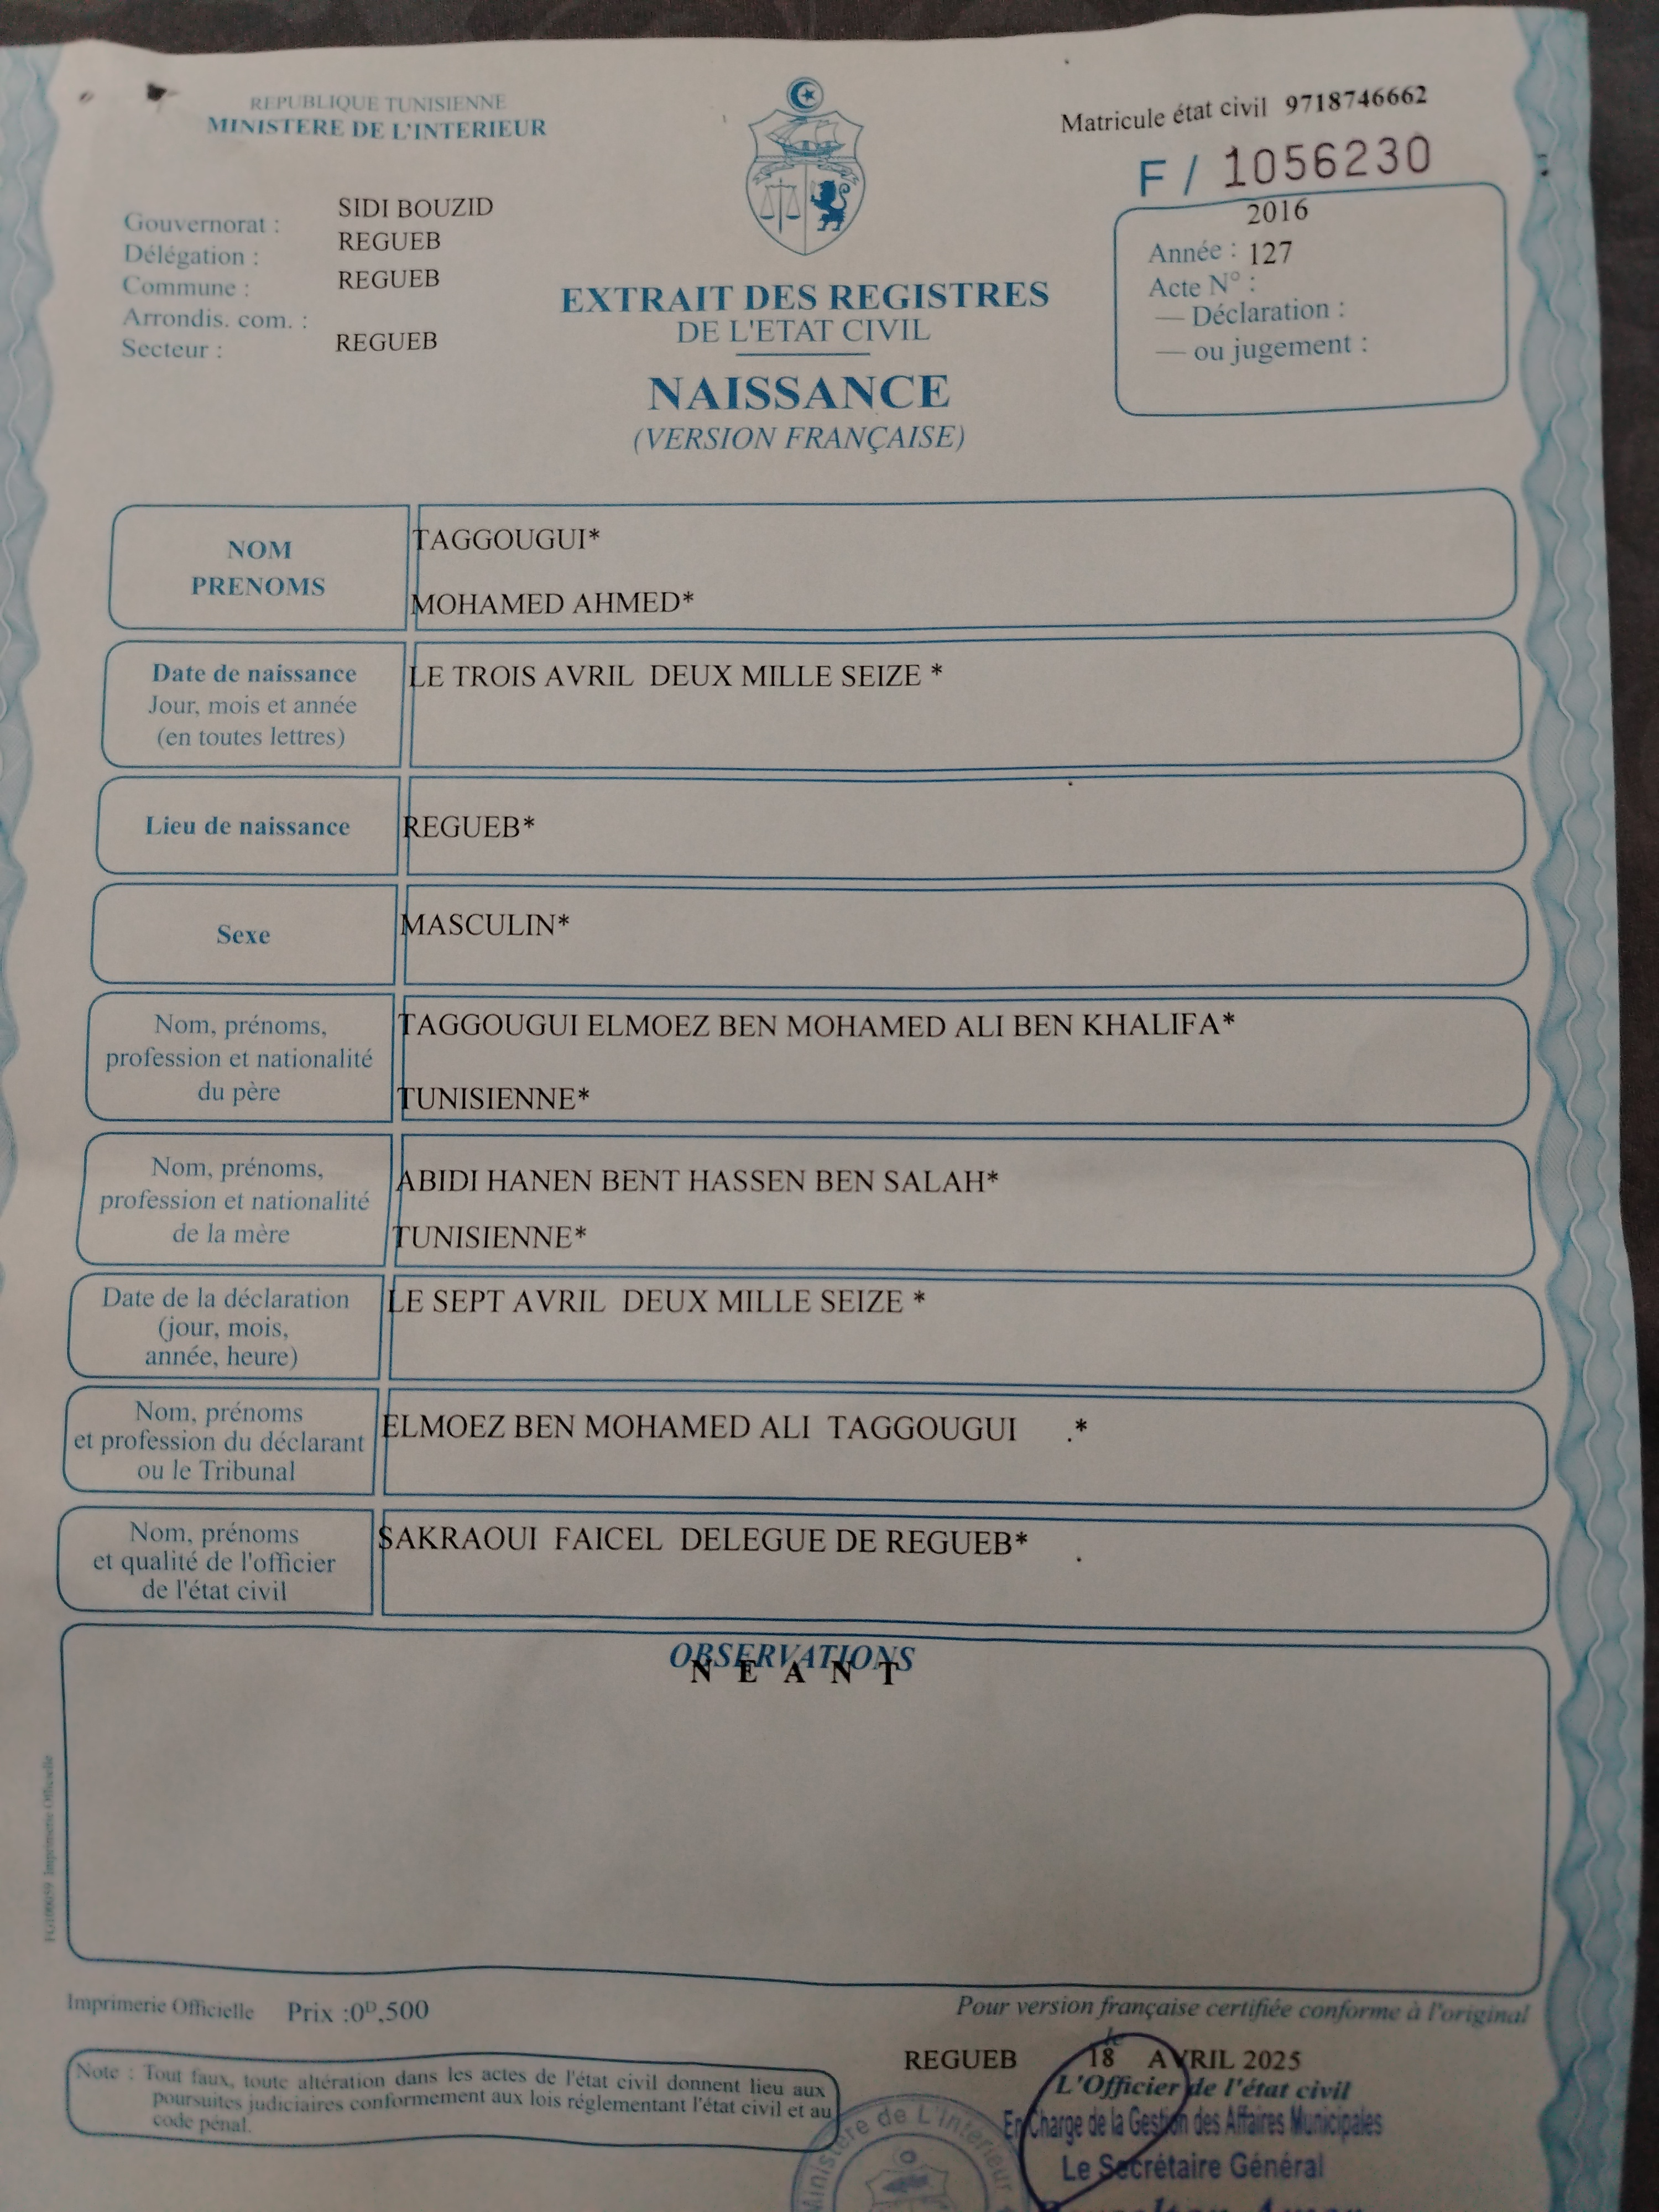 REPUBLIQUE TUNISIENNE
MINISTERE DE L'INTERIEUR
Matricule état civil 9718746662
F / 1056230
Gouvernorat : SIDI BOUZID
Délégation : REGUEB
Commune : REGUEB
Arrondis. com. :
Secteur : REGUEB
2016
Année : 127
Acte N° :
— Déclaration :
— ou jugement :
EXTRAIT DES REGISTRES
DE L'ETAT CIVIL
NAISSANCE
(VERSION FRANÇAISE)
NOM
PRENOMS
TAGGOUGUI*
MOHAMED AHMED*
Date de naissance
Jour, mois et année
(en toutes lettres)
LE TROIS AVRIL DEUX MILLE SEIZE *
Lieu de naissance
REGUEB*
Sexe
MASCULIN*
Nom, prénoms,
profession et nationalité
du père
TAGGOUGUI ELMOEZ BEN MOHAMED ALI BEN KHALIFA*
TUNISIENNE*
Nom, prénoms,
profession et nationalité
de la mère
ABIDI HANEN BENT HASSEN BEN SALAH*
TUNISIENNE*
Date de la déclaration
(jour, mois,
année, heure)
LE SEPT AVRIL DEUX MILLE SEIZE *
Nom, prénoms
et profession du déclarant
ou le Tribunal
ELMOEZ BEN MOHAMED ALI TAGGOUGUI .*
Nom, prénoms
et qualité de l'officier
de l'état civil
SAKRAOUI FAICEL DELEGUE DE REGUEB*
OBSERVATIONS
N E A N T
Imprimerie Officielle
Imprimerie Officielle Prix :0ᴰ,500
Pour version française certifiée conforme à l'original
le
REGUEB 18 AVRIL 2025
L'Officier de l'état civil
En Charge de la Gestion des Affaires Municipales
Le Secrétaire Général
Note : Tout faux, toute altération dans les actes de l'état civil donnent lieu aux
poursuites judiciaires conformement aux lois réglementant l'état civil et au
code pénal.
Ministère de L'Intérieur